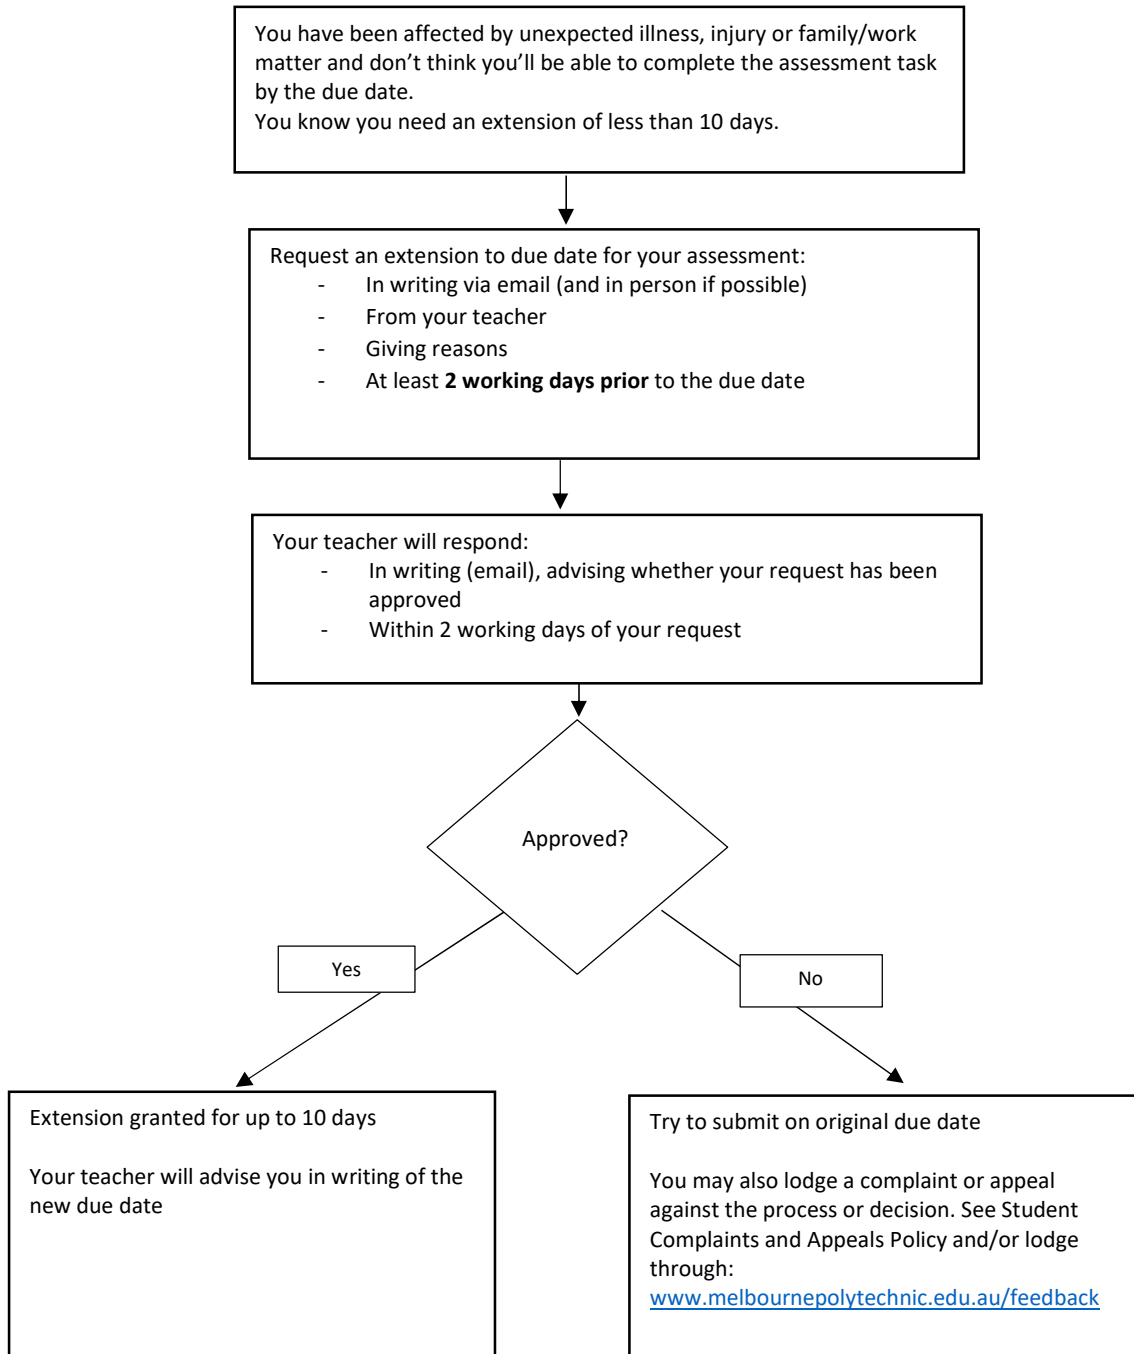 You have been affected by unexpected illness, injury or family/work
matter and don’t think you’ll be able to complete the assessment task
by the due date.
You know you need an extension of less than 10 days.
Request an extension to due date for your assessment:
- In writing via email (and in person if possible)
- From your teacher
- Giving reasons
- At least 2 working days prior to the due date
Your teacher will respond:
- In writing (email), advising whether your request has been
approved
- Within 2 working days of your request
Approved?
Yes
No
Extension granted for up to 10 days
Your teacher will advise you in writing of the
new due date
Try to submit on original due date
You may also lodge a complaint or appeal
against the process or decision. See Student
Complaints and Appeals Policy and/or lodge
through:
www.melbournepolytechnic.edu.au/feedback